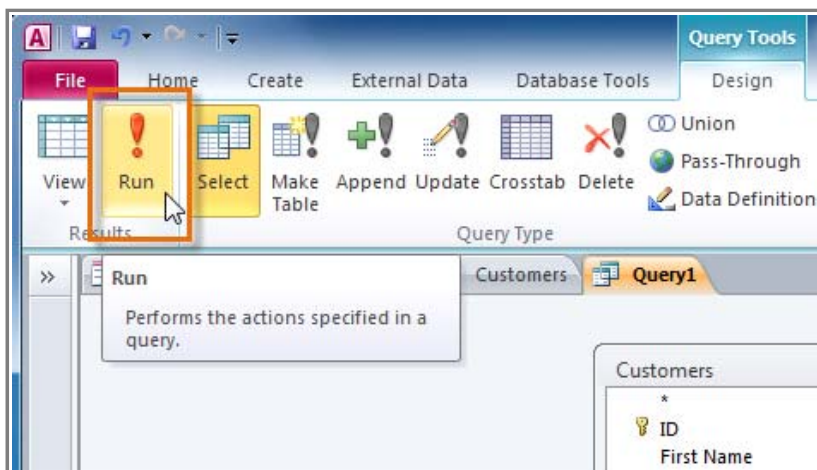 A
Query Tools
File Home Create External Data Database Tools Design
View Run Select Make Table Append Update Crosstab Delete
Union
Pass-Through
Data Definition
Results Query Type
» Customers Query1
Run
Performs the actions specified in a
query.
Customers
*
ID
First Name